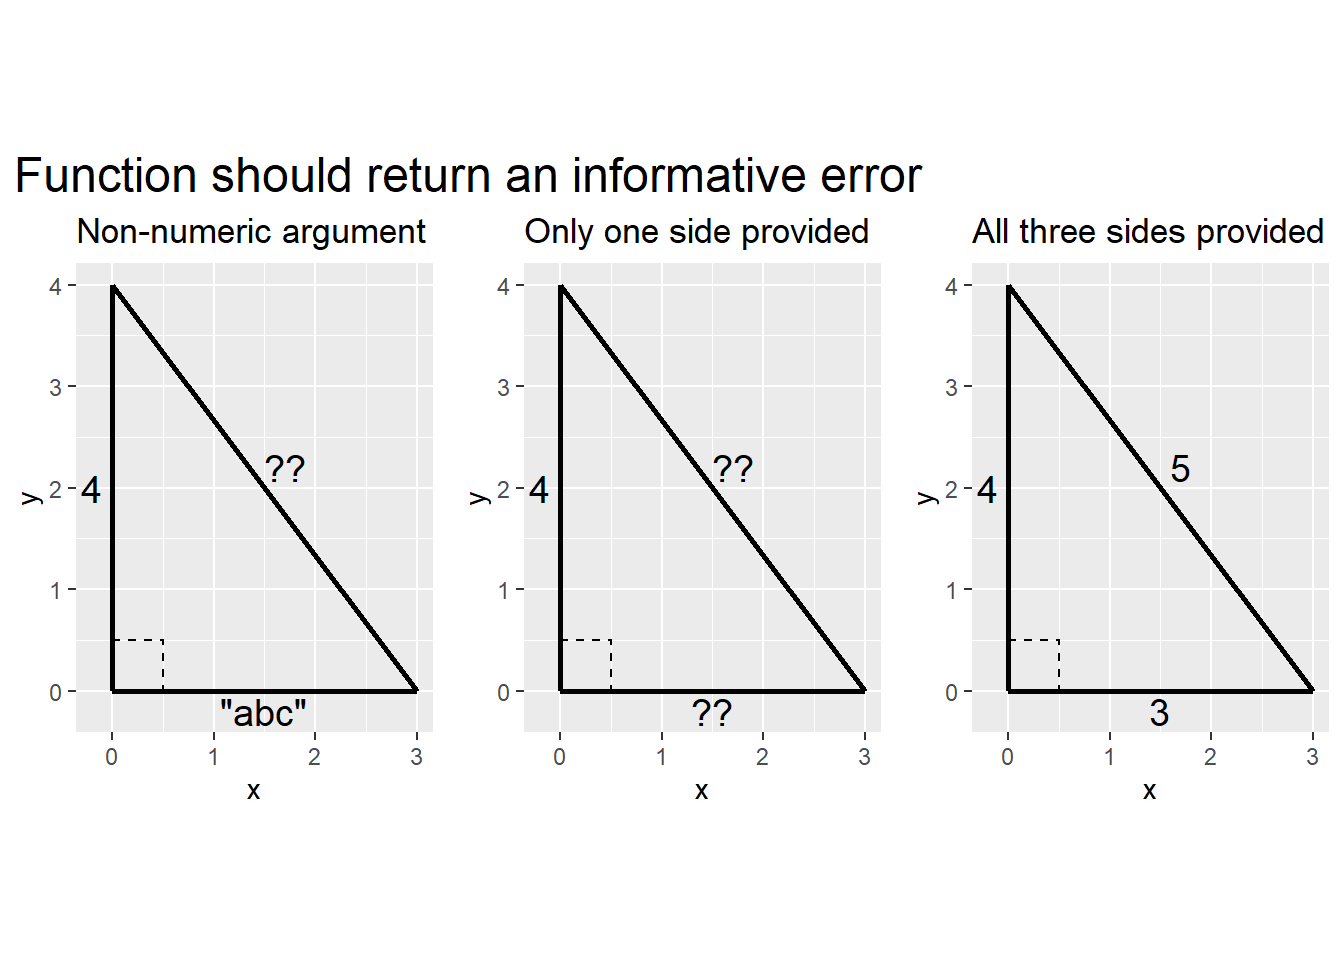 Function should return an informative error
Non-numeric argument
4
3
2
1
0
y
4
??
"abc"
0 1 2 3
x
Only one side provided
4
3
2
1
0
y
4
??
??
0 1 2 3
x
All three sides provided
4
3
2
1
0
y
4
5
3
0 1 2 3
x